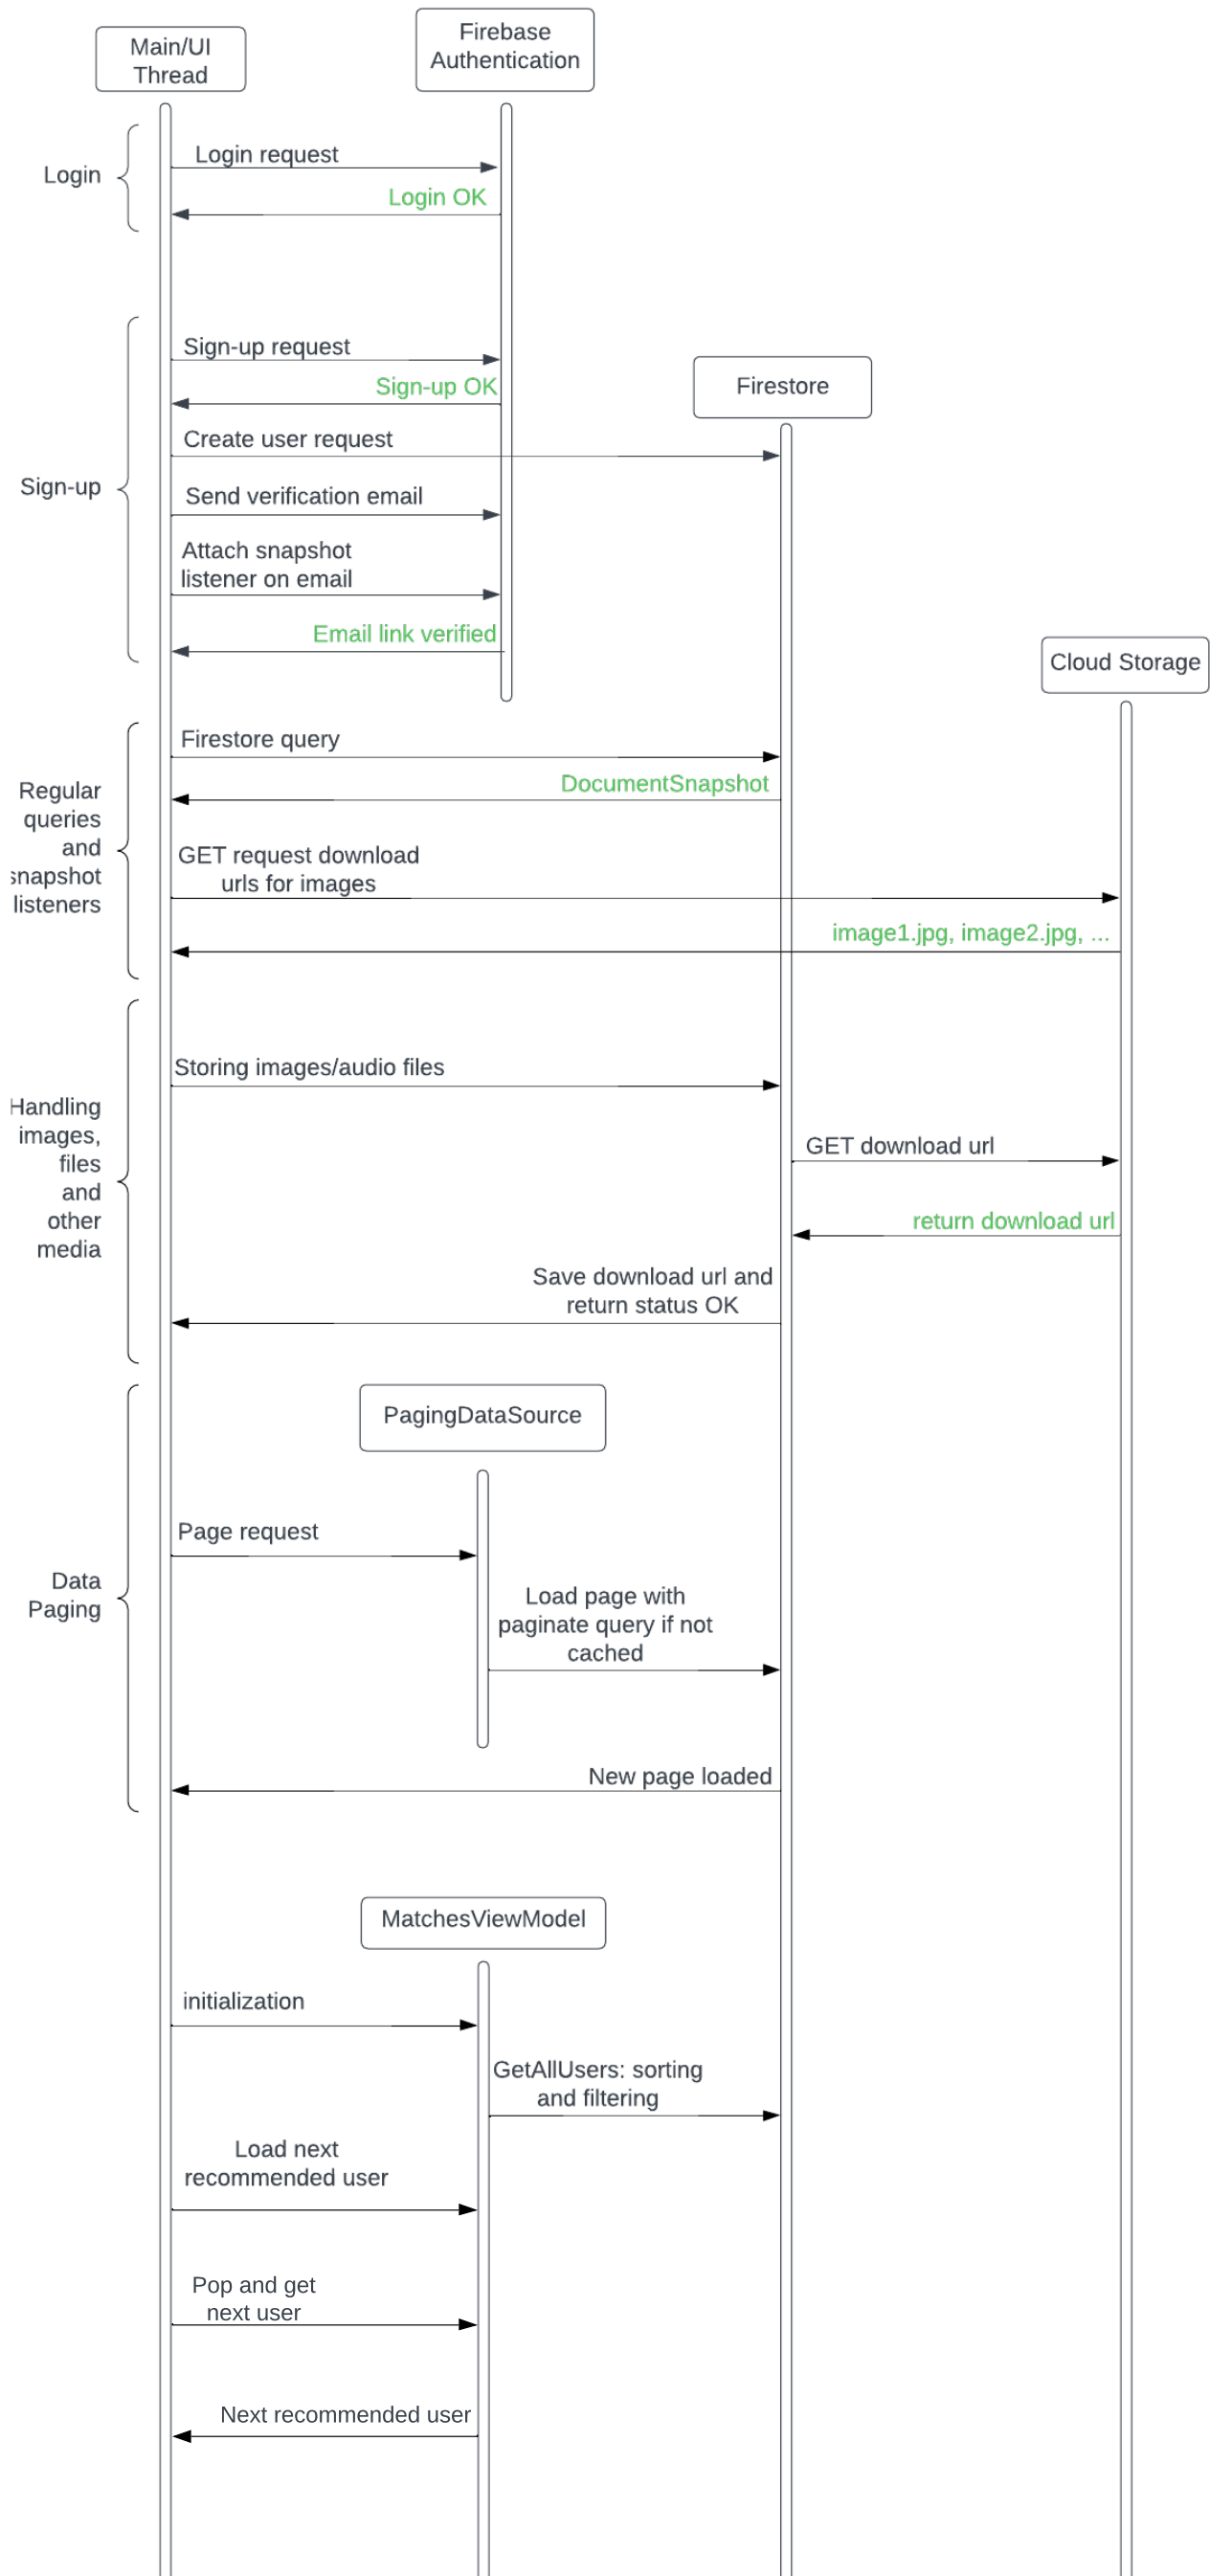 Main/UI
Thread
Firebase
Authentication
Login
Login request
Login OK
Sign-up
Sign-up request
Sign-up OK
Firestore
Create user request
Send verification email
Attach snapshot
listener on email
Email link verified
Cloud Storage
Regular
queries
and
snapshot
listeners
Firestore query
DocumentSnapshot
GET request download
urls for images
image1.jpg, image2.jpg, ...
Handling
images,
files
and
other
media
Storing images/audio files
GET download url
return download url
Save download url and
return status OK
Data
Paging
PagingDataSource
Page request
Load page with
paginate query if not
cached
New page loaded
MatchesViewModel
initialization
GetAllUsers: sorting
and filtering
Load next
recommended user
Pop and get
next user
Next recommended user